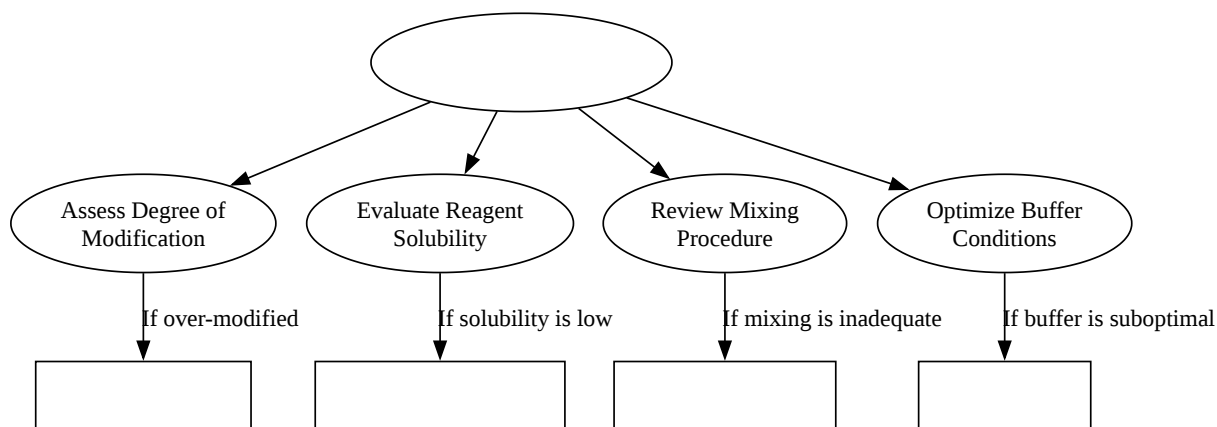 Assess Degree of
Modification
Evaluate Reagent
Solubility
Review Mixing
Procedure
Optimize Buffer
Conditions
If over-modified
If solubility is low
If mixing is inadequate
If buffer is suboptimal